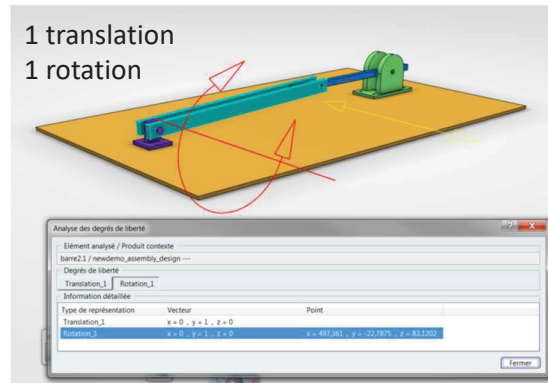 1 translation
1 rotation
Analyse des degrés de liberté
Elément analysé / Produit contexte
barre2.1 / newdemo_assembly_design ---
Degrés de liberté
Translation_1 Rotation_1
Information détaillée
Type de représentation Vecteur Point
Translation_1 x = 0 , y = 1 , z = 0
Rotation_1 x = 0 , y = 1 , z = 0 x = 497,361 , y = -22,7875 , z = 83,1202
Fermer